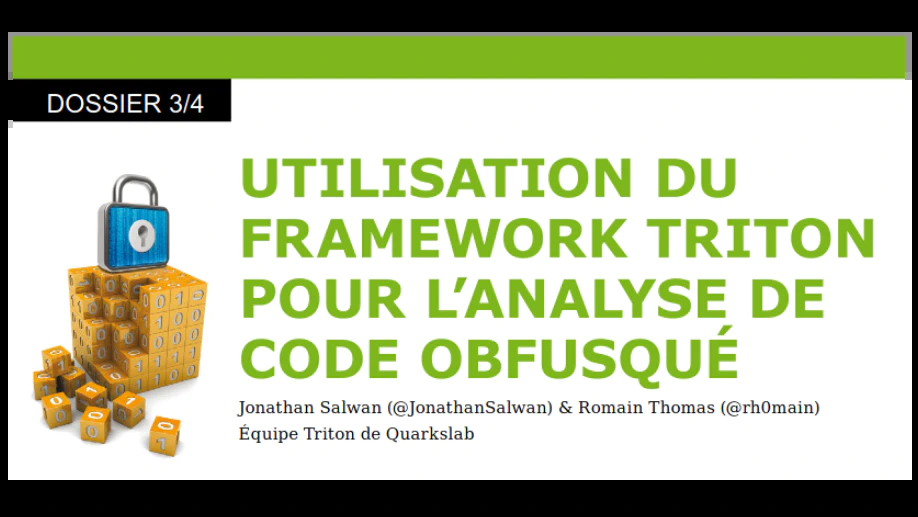 DOSSIER 3/4
UTILISATION DU
FRAMEWORK TRITON
POUR L’ANALYSE DE
CODE OBFUSQUÉ
Jonathan Salwan (@JonathanSalwan) & Romain Thomas (@rh0main)
Équipe Triton de Quarkslab